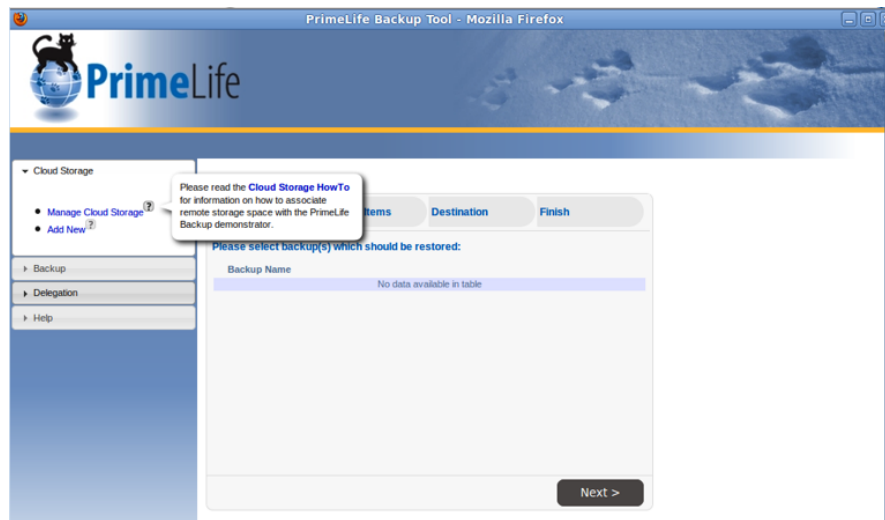 PrimeLife Backup Tool - Mozilla Firefox
PrimeLife
Cloud Storage
Manage Cloud Storage ?
Add New ?
Please read the Cloud Storage HowTo
for information on how to associate
remote storage space with the PrimeLife
Backup demonstrator.
Backup
Delegation
Help
Items
Destination
Finish
Please select backup(s) which should be restored:
Backup Name
No data available in table
Next >